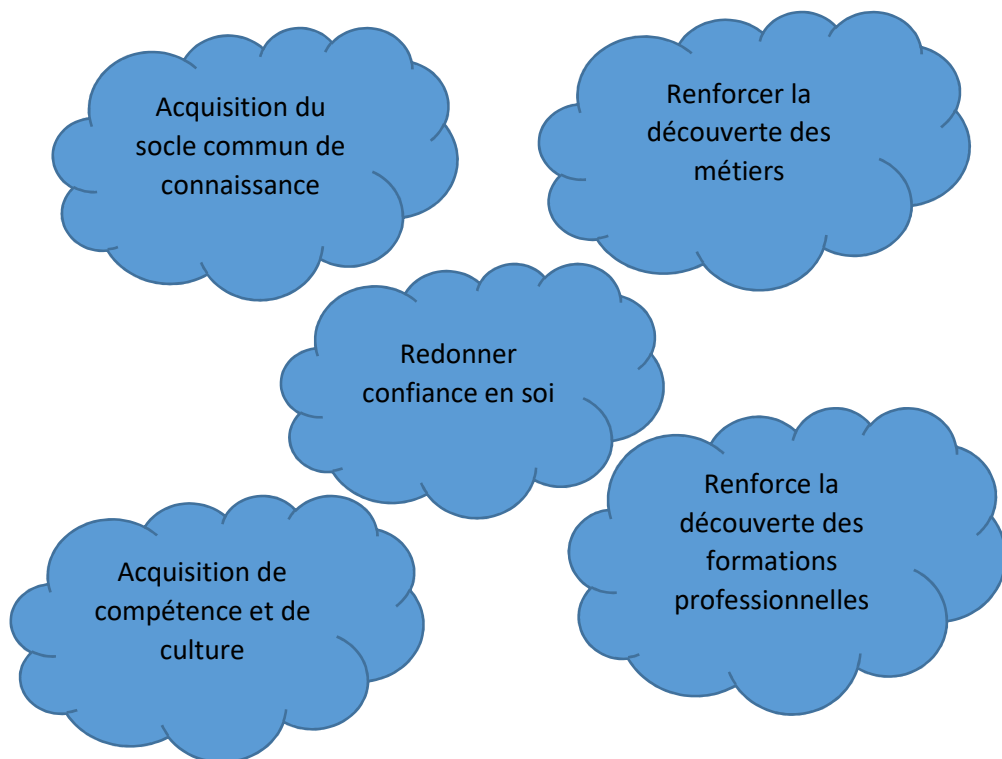 Acquisition du
socle commun de
connaissance
Renforcer la
découverte des
métiers
Redonner
confiance en soi
Acquisition de
compétence et de
culture
Renforce la
découverte des
formations
professionnelles